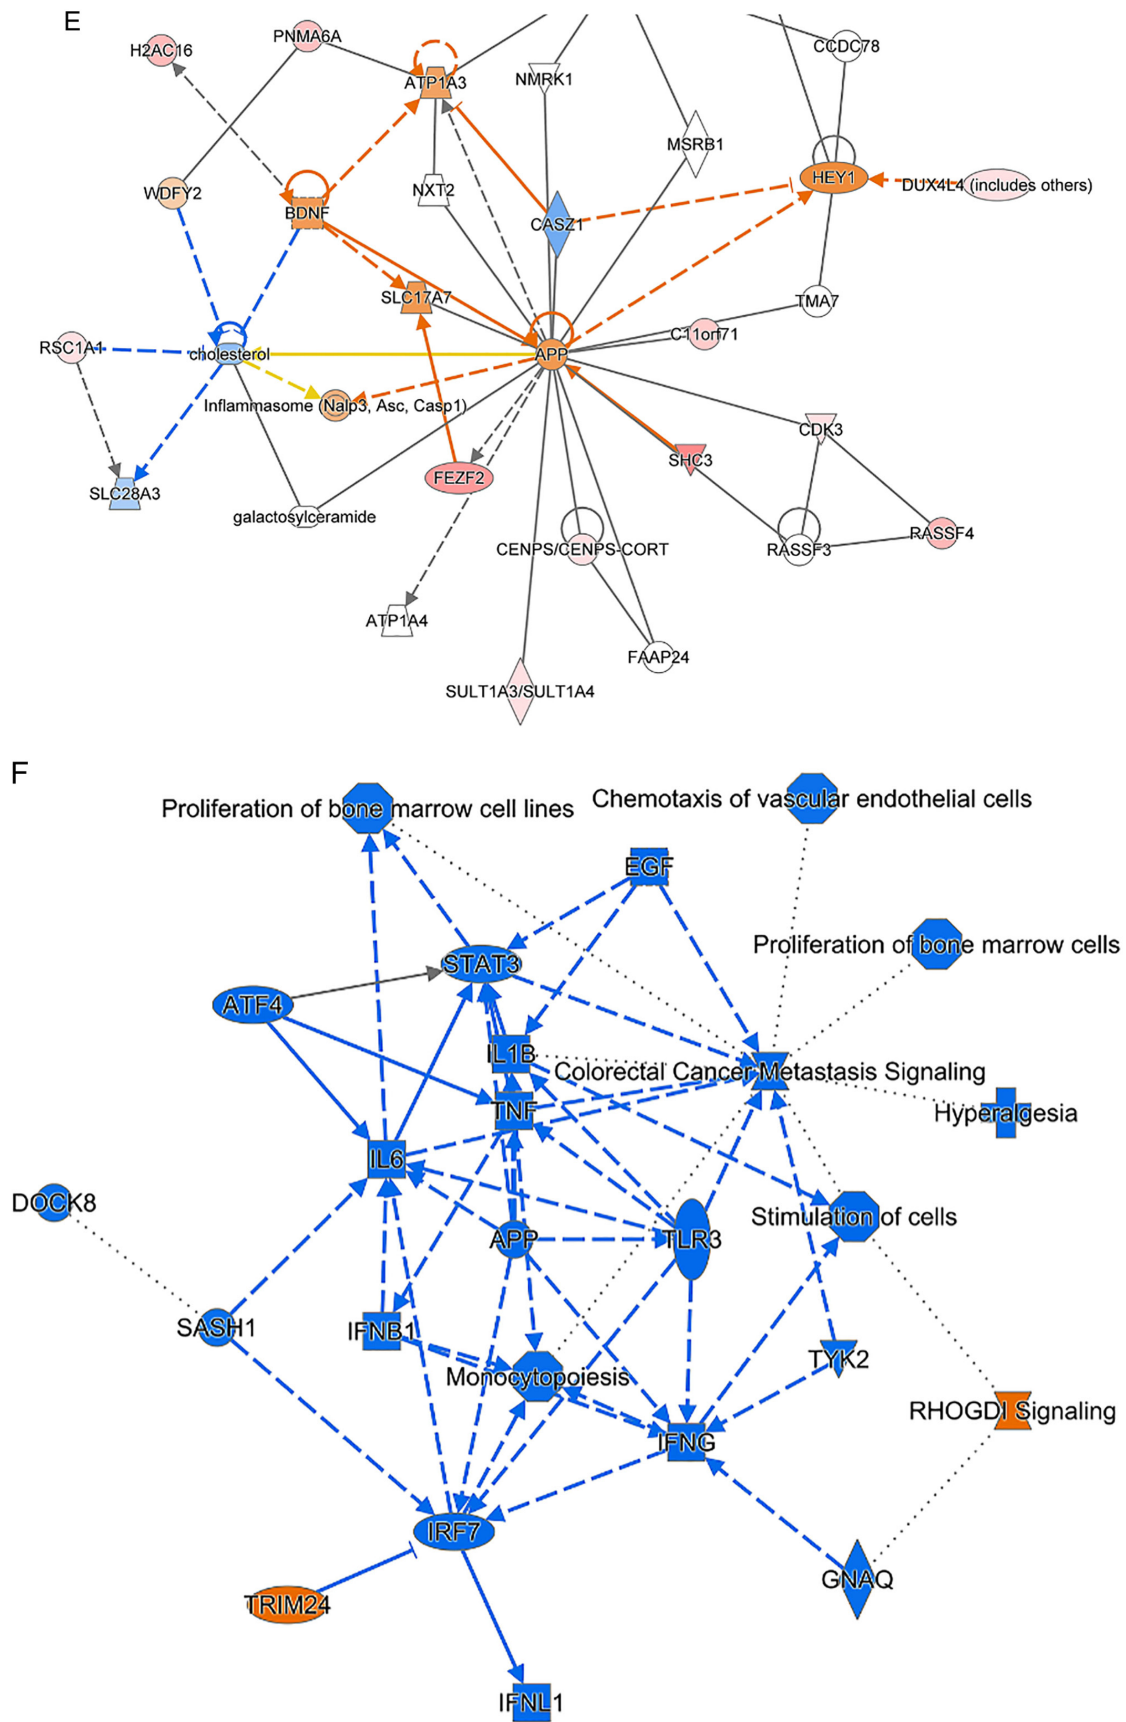 E
H2AC16
PNMA6A
ATP1A3
NMRK1
CCDC78
MSRB1
WDFY2
BDNF
NXT2
CASZ1
HEY1
DUX4L4 (includes others)
SLC17A7
TMA7
C11orf71
RSC1A1
cholesterol
APP
Inflammasome (Nalp3, Asc, Casp1)
CDK3
SHC3
FEZF2
SLC28A3
galactosylceramide
CENPS/CENPS-CORT
RASSF3
RASSF4
ATP1A4
FAAP24
SULT1A3/SULT1A4
F
Proliferation of bone marrow cell lines
Chemotaxis of vascular endothelial cells
EGF
Proliferation of bone marrow cells
STAT3
ATF4
IL1B
Colorectal Cancer Metastasis Signaling
TNF
Hyperalgesia
IL6
DOCK8
Stimulation of cells
APP
TLR3
SASH1
IFNB1
TYK2
Monocytopoiesis
RHOGDI Signaling
IFNG
IRF7
GNAQ
TRIM24
IFNL1